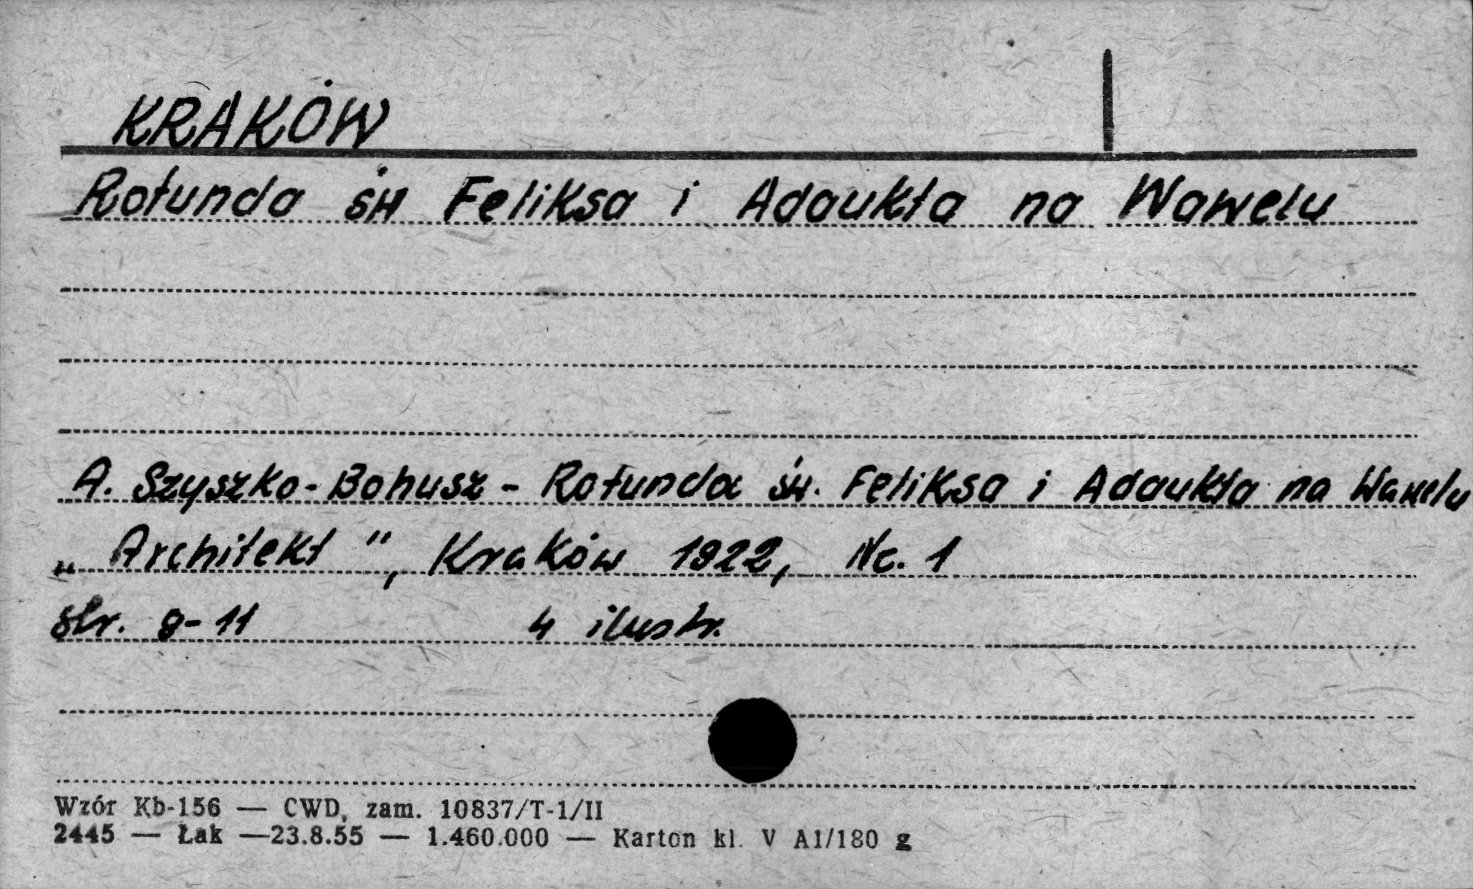 KRAKÓW
Rotunda św Feliksa i Adaukta na Wawelu
A. Szyszko-Bohusz - Rotunda św. Feliksa i Adaukta na Wawelu
„Architekt", Kraków 1922, Nr. 1
str. 8-11 4 ilustr.
Wzór Kb-156 — CWD, zam. 10837/T-1/II
2445 — Łak —23.8.55 — 1.460.000 — Karton kl. V A1/180 g